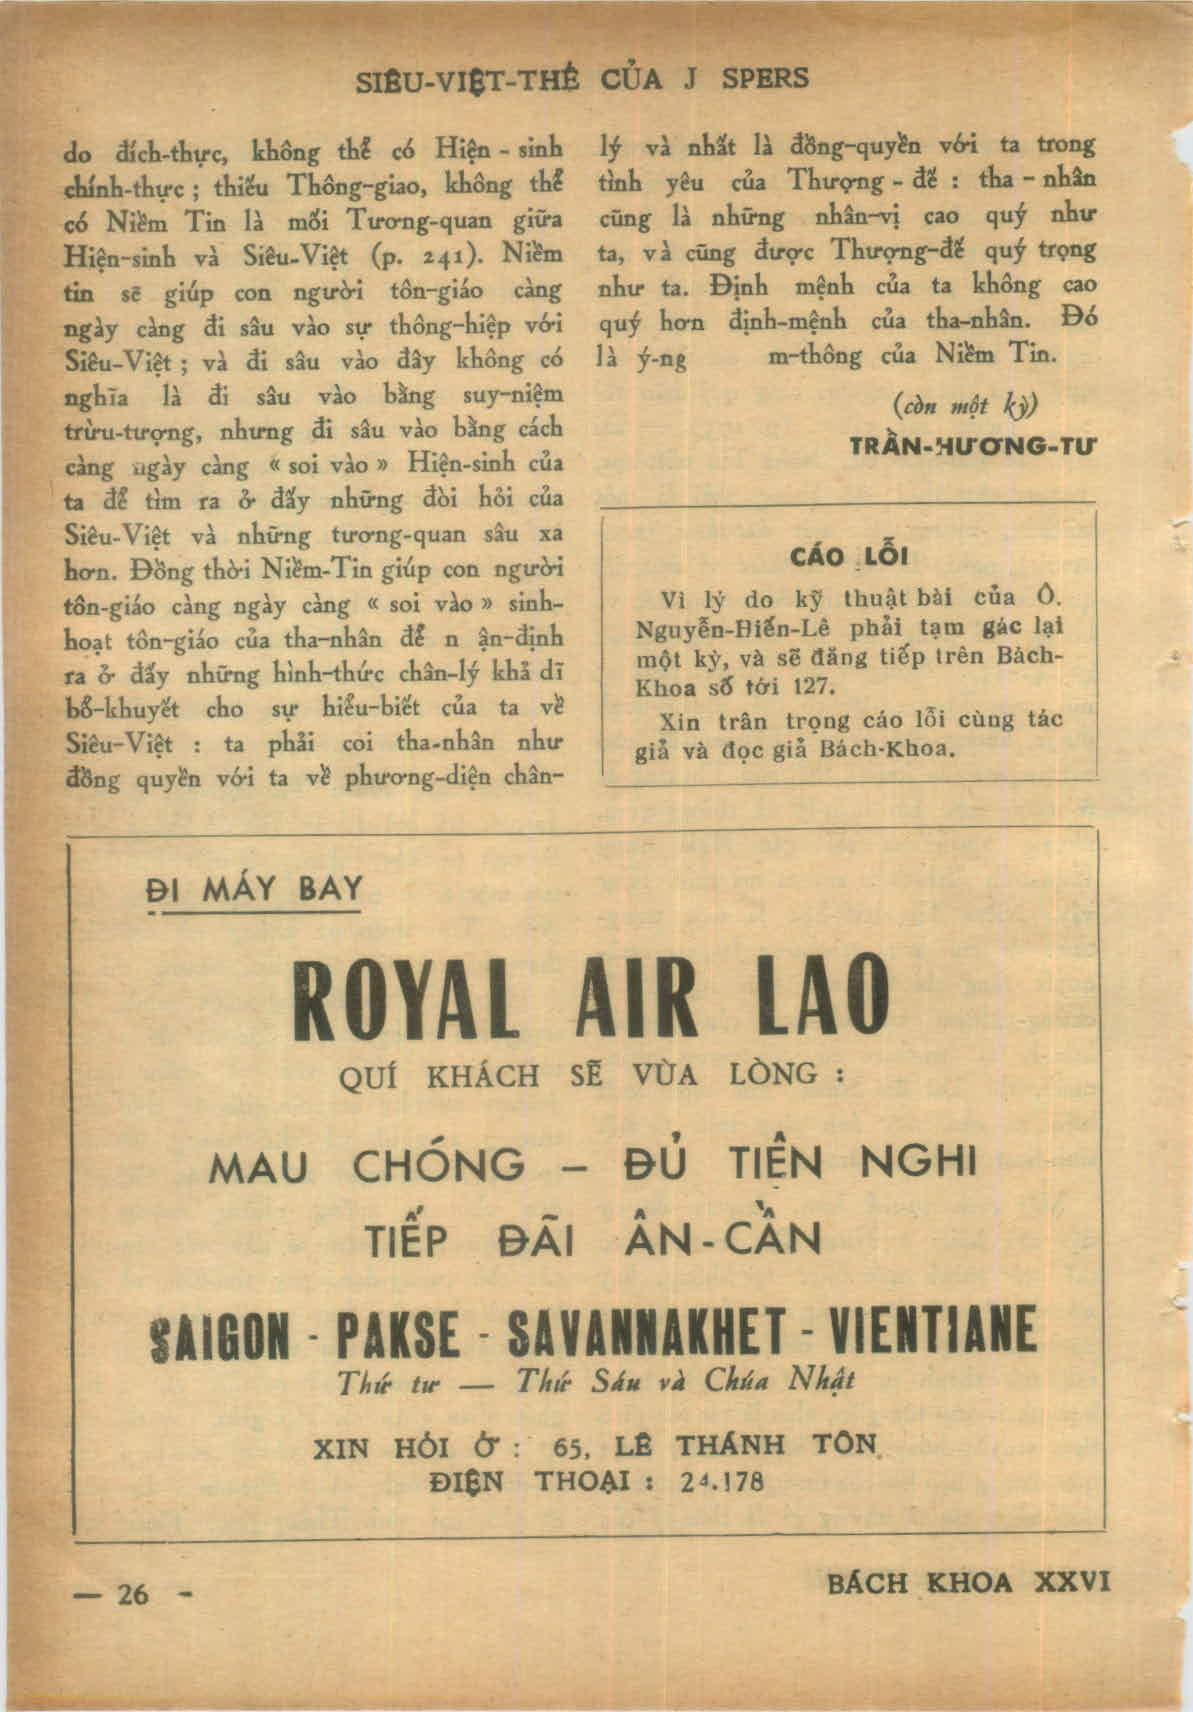 SIÊU-VIỆT-THỂ CỦA J SPERS
do đích-thực, không thể có Hiện - sinh
chính-thực ; thiếu Thông-giao, không thể
có Niềm Tin là mối Tương-quan giữa
Hiện-sinh và Siêu-Việt (p. 241). Niềm
tin sẽ giúp con người tôn-giáo càng
ngày càng đi sâu vào sự thông-hiệp với
Siêu-Việt ; và đi sâu vào đây không có
nghĩa là đi sâu vào bằng suy-niệm
trừu-tượng, nhưng đi sâu vào bằng cách
càng ngày càng « soi vào » Hiện-sinh của
ta để tìm ra ở đấy những đòi hỏi của
Siêu-Việt và những tương-quan sâu xa
hơn. Đồng thời Niềm-Tin giúp con người
tôn-giáo càng ngày càng « soi vào » sinh-
hoạt tôn-giáo của tha-nhân để n ận-định
ra ở đấy những hình-thức chân-lý khả dĩ
bổ-khuyết cho sự hiểu-biết của ta về
Siêu-Việt : ta phải coi tha-nhân như
đồng quyền với ta về phương-diện chân-
lý và nhất là đồng-quyền với ta trong
tình yêu của Thượng - đế : tha - nhân
cũng là những nhân-vị cao quý như
ta, và cũng được Thượng-đế quý trọng
như ta. Định mệnh của ta không cao
quý hơn định-mệnh của tha-nhân. Đó
là ý-ng m-thông của Niềm Tin.
(còn một kỳ)
TRẦN-HƯƠNG-TỬ
CÁO LỖI
Vì lý do kỹ thuật bài của Ô.
Nguyễn-Hiến-Lê phải tạm gác lại
một kỳ, và sẽ đăng tiếp trên Bách-
Khoa số tới 127.
Xin trân trọng cáo lỗi cùng tác
giả và đọc giả Bách-Khoa.
ĐI MÁY BAY
ROYAL AIR LAO
QUÍ KHÁCH SẼ VỪA LÒNG :
MAU CHÓNG – ĐỦ TIỆN NGHI
TIẾP ĐÃI ÂN-CẦN
SAIGON - PAKSE - SAVANNAKHET - VIENTIANE
Thứ tư — Thứ Sáu và Chúa Nhật
XIN HỎI Ở : 65, LÊ THÁNH TÔN
ĐIỆN THOẠI : 24.178
— 26 -
BÁCH KHOA XXVI